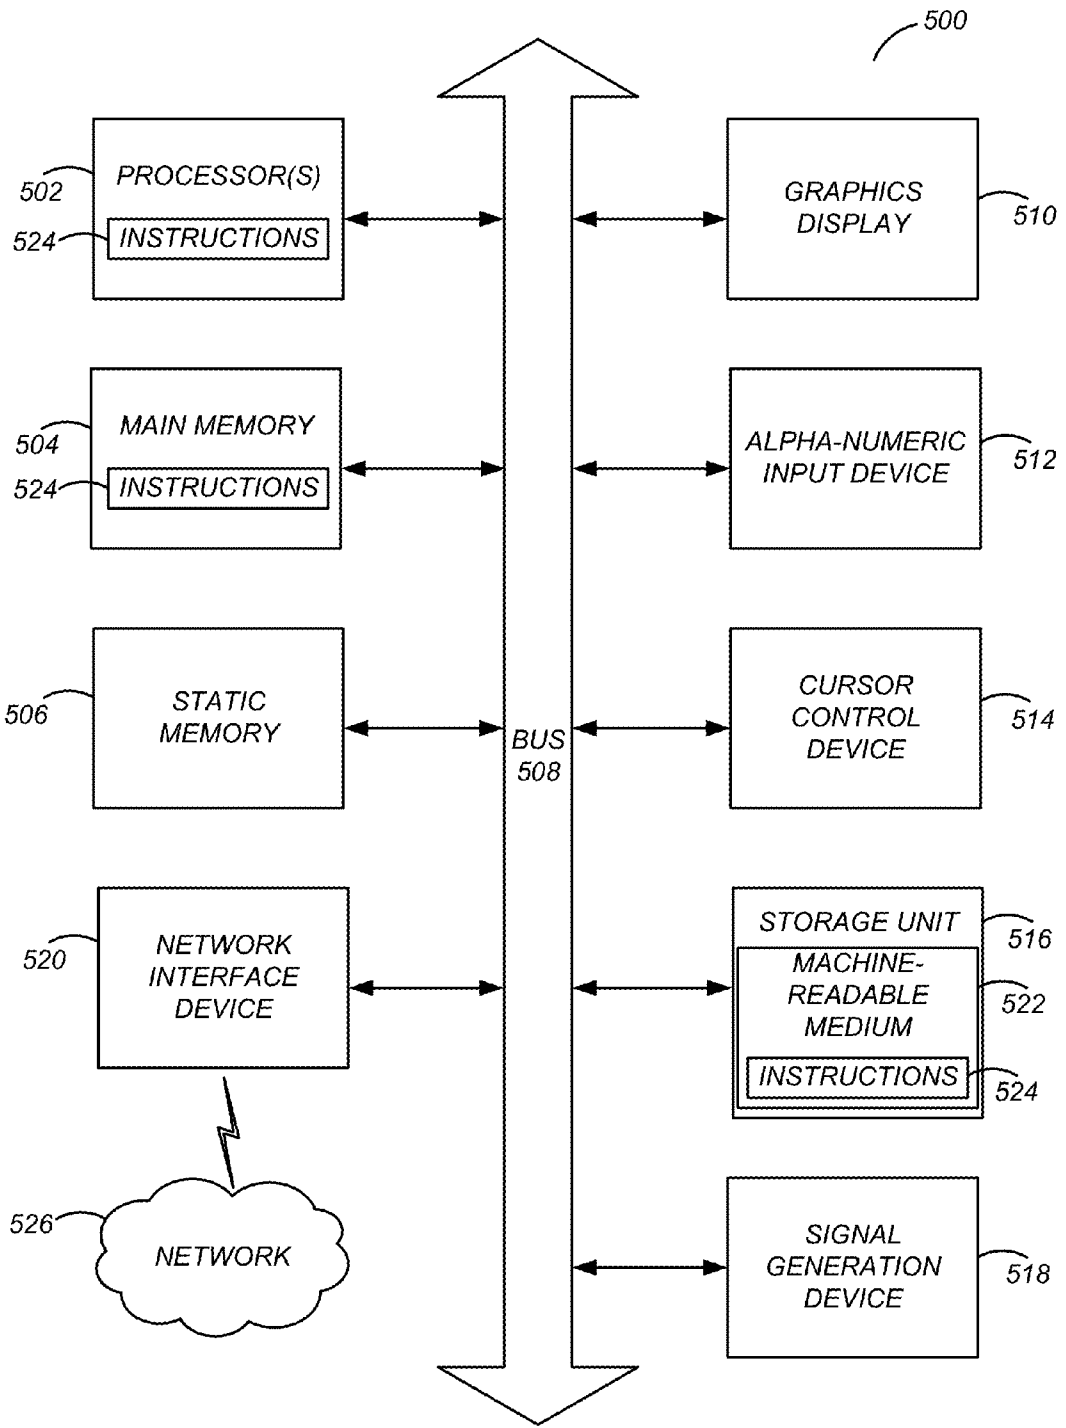 500
PROCESSOR(S)
502
524
INSTRUCTIONS
GRAPHICS
DISPLAY
510
MAIN MEMORY
504
524
INSTRUCTIONS
ALPHA-NUMERIC
INPUT DEVICE
512
STATIC
MEMORY
506
BUS
508
CURSOR
CONTROL
DEVICE
514
NETWORK
INTERFACE
DEVICE
520
STORAGE UNIT
516
MACHINE-
READABLE
MEDIUM
522
INSTRUCTIONS
524
526
NETWORK
SIGNAL
GENERATION
DEVICE
518